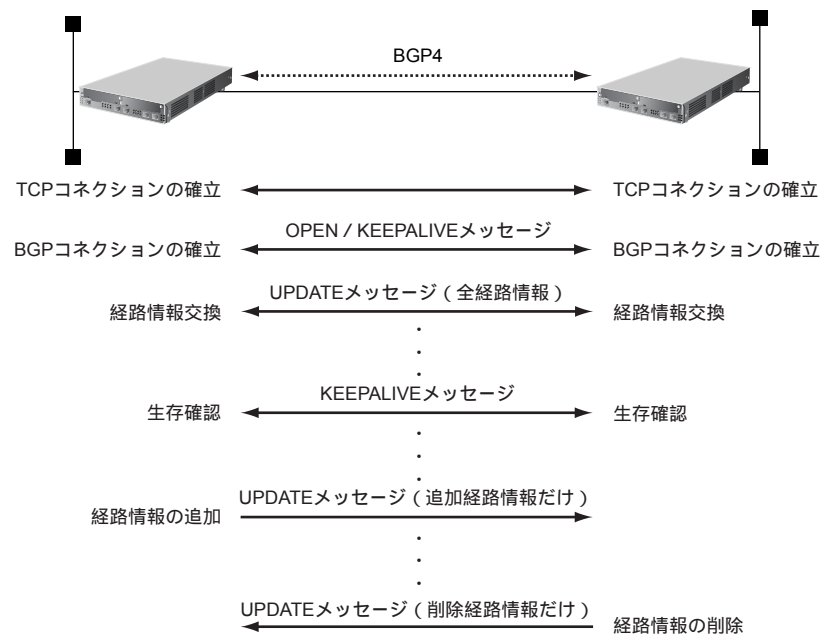 BGP4
TCPコネクションの確立
TCPコネクションの確立
OPEN / KEEPALIVEメッセージ
BGPコネクションの確立
BGPコネクションの確立
UPDATEメッセージ ( 全経路情報 )
経路情報交換
経路情報交換
KEEPALIVEメッセージ
生存確認
生存確認
UPDATEメッセージ ( 追加経路情報だけ )
経路情報の追加
UPDATEメッセージ ( 削除経路情報だけ )
経路情報の削除